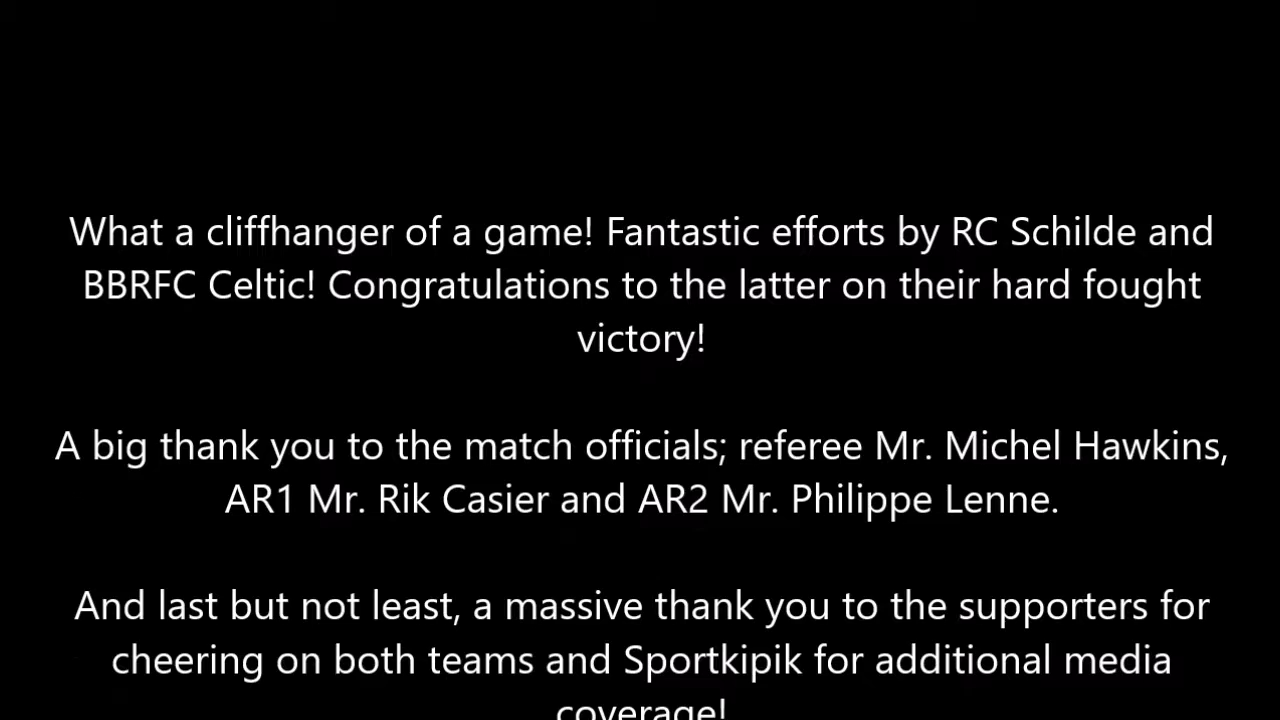 What a cliffhanger of a game! Fantastic efforts by RC Schilde and
BBRFC Celtic! Congratulations to the latter on their hard fought
victory!
A big thank you to the match officials; referee Mr. Michel Hawkins,
AR1 Mr. Rik Casier and AR2 Mr. Philippe Lenne.
And last but not least, a massive thank you to the supporters for
cheering on both teams and Sportkipik for additional media
coverage!